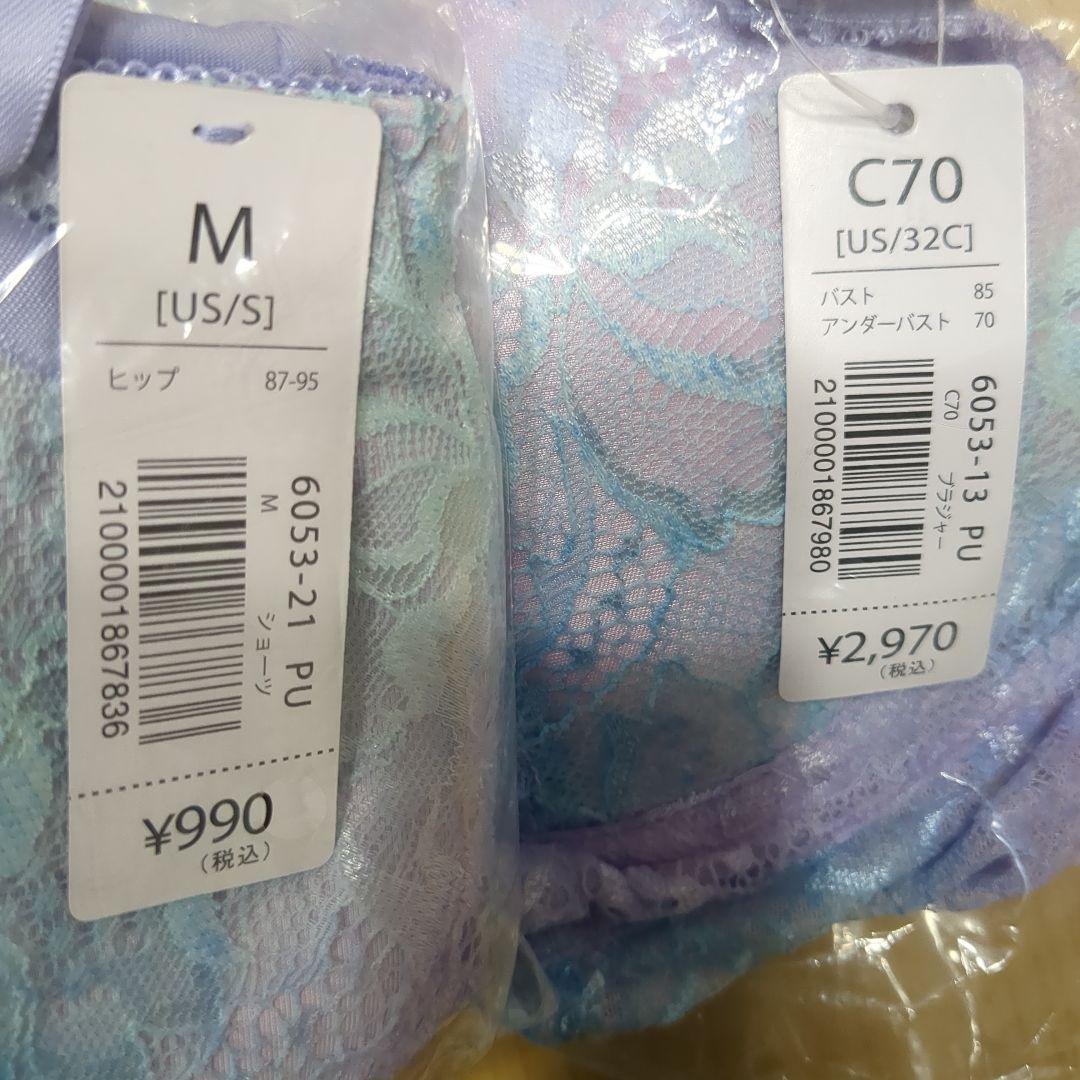 M
[US/S]
ヒップ 87-95
6053-21 PU
M ショーツ
2100001867836
¥990
(税込)
C70
[US/32C]
バスト 85
アンダーバスト 70
6053-13 PU
C70 ブラジャー
2100001867980
¥2,970
(税込)